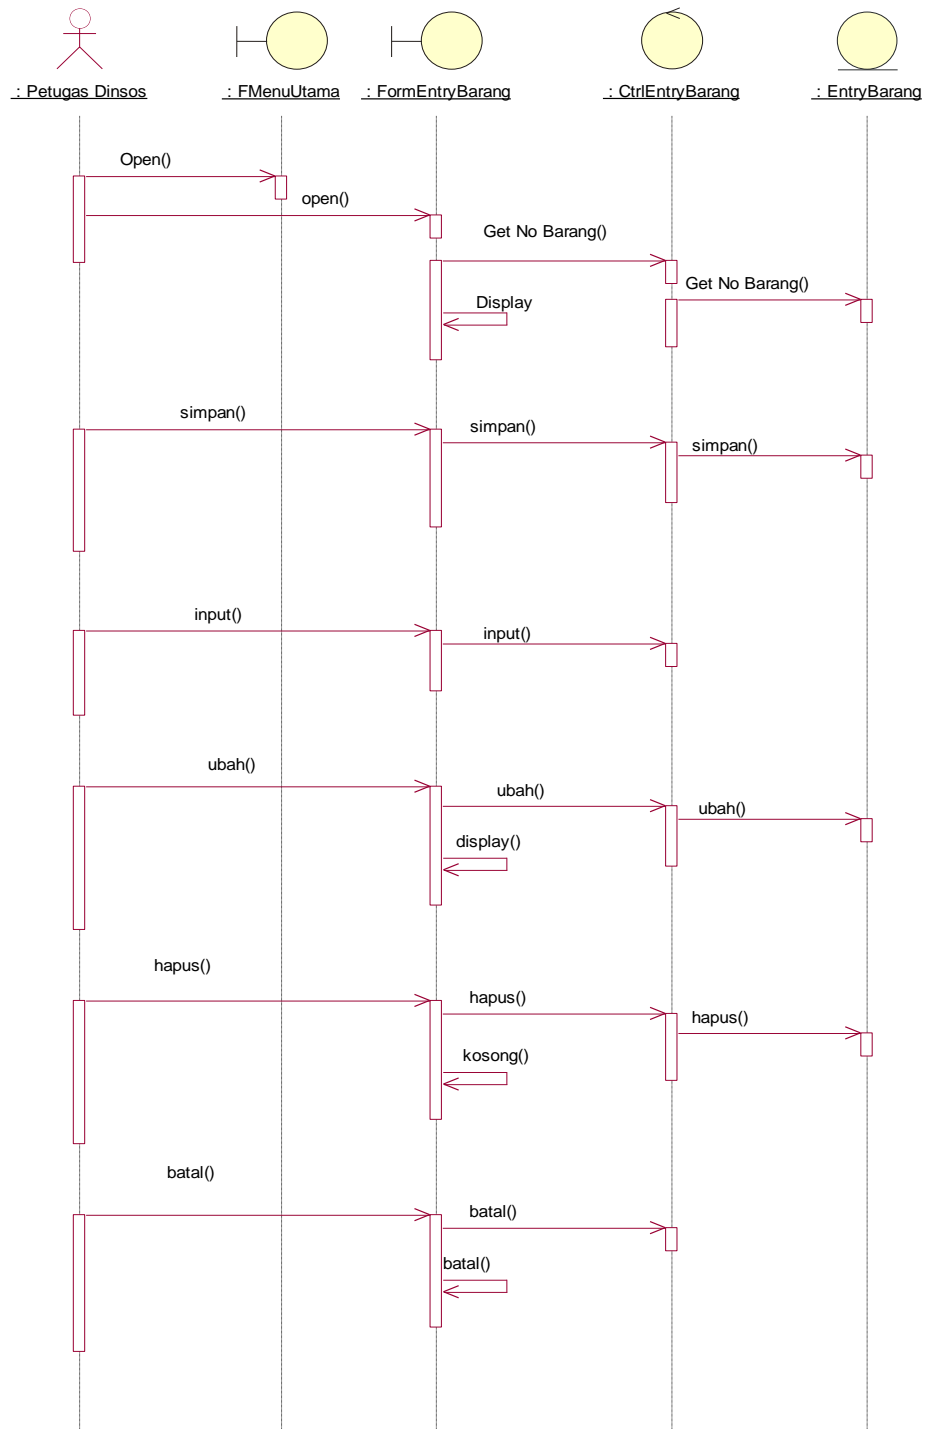 : Petugas Dinsos
: FMenuUtama
: FormEntryBarang
: CtrlEntryBarang
: EntryBarang
Open()
open()
Get No Barang()
Get No Barang()
Display
simpan()
simpan()
simpan()
input()
input()
ubah()
ubah()
ubah()
display()
hapus()
hapus()
hapus()
kosong()
batal()
batal()
batal()